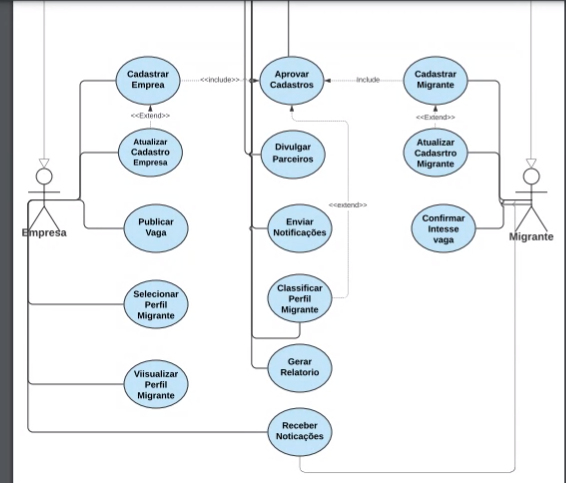 Cadastrar
Emprea
<<include>>
Aprovar
Cadastros
Include
Cadastrar
Migrante
<<Extend>>
<<Extend>>
Atualizar
Cadastro
Empresa
Divulgar
Parceiros
Atualizar
Cadasrtro
Migrante
<<extend>>
Empresa
Publicar
Vaga
Enviar
Notificações
Confirmar
Intesse
vaga
Migrante
Selecionar
Perfil
Migrante
Classificar
Perfil
Migrante
Viisualizar
Perfil
Migrante
Gerar
Relatorio
Receber
Noticações